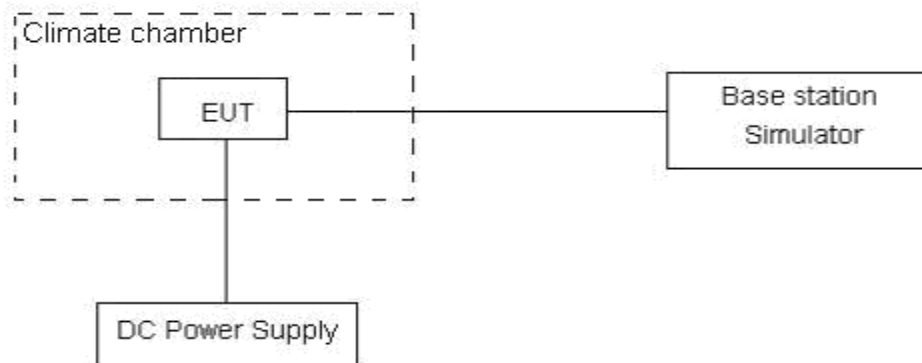 Climate chamber
EUT
Base station
Simulator
DC Power Supply